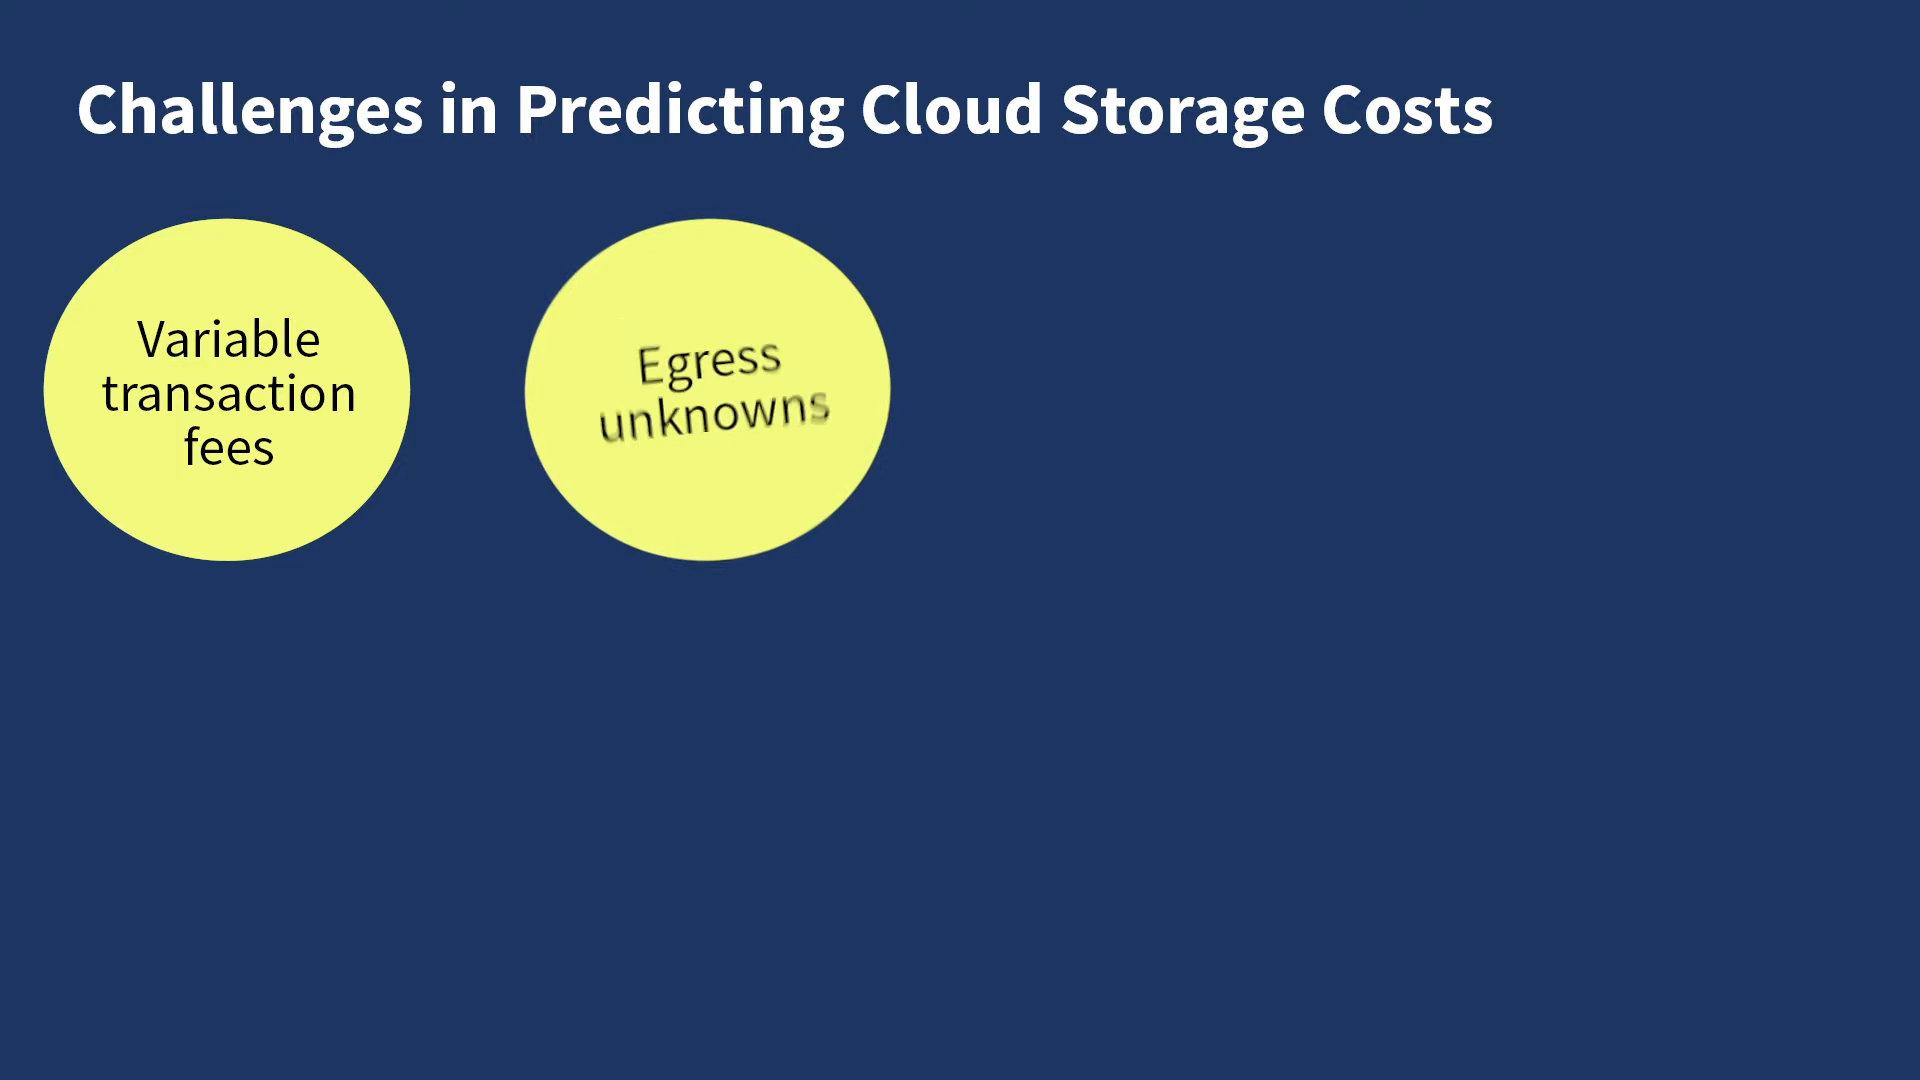 Challenges in Predicting Cloud Storage Costs
Variable
transaction
fees
Egress
unknowns